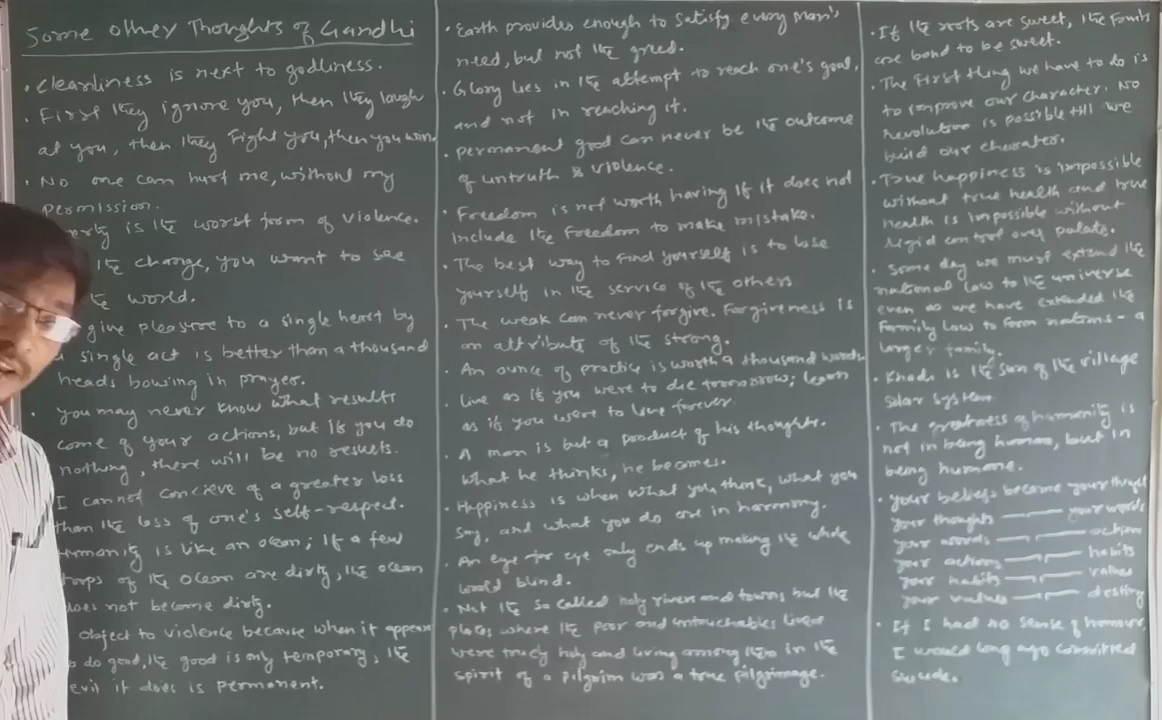 Some other Thoughts of Gandhi
• Cleanliness is next to godliness.
• First they ignore you, then they laugh
at you, then they Fight you, then you win.
• No one can hurt me, without my
permission.
rty is the worst form of violence.
the change, you want to see
the world.
give pleasure to a single heart by
a single act is better than a thousand
heads bowing in prayer.
• You may never know what results
come of your actions, but if you do
nothing, there will be no results.
I cannot concieve of a greater loss
than the loss of one's self-respect.
umanity is like an ocean; If a few
rops of the ocean are dirty, the ocean
does not become dirty.
object to violence because when it appears
o do good, the good is only temporary; the
evil it does is permanent.
• Earth provides enough to satisfy every man's
need, but not the greed.
• Glory lies in the attempt to reach one's goal,
and not in reaching it.
• permanent good can never be the outcome
of untruth & violence.
• Freedom is not worth having if it does not
include the Freedom to make mistake.
• The best way to find yourself is to lose
yourself in the service of the others
• The weak can never forgive. Forgiveness is
an attribute of the strong.
• An ounce of practice is worth a thousand words
• Live as if you were to die tomorrow; learn
as if you were to live forever
• A man is but a product of his thoughts.
What he thinks, he becomes.
• Happiness is when what you think, what you
say, and what you do are in harmony.
• An eye for eye only ends up making the whole
world blind.
• Not the so called holy rivers and towns but the
places where the poor and untouchables lived
were truly holy and living among them in the
spirit of a pilgrim was a true pilgrimage.
• If the roots are sweet, the fruits
are bond to be sweet.
• The first thing we have to do is
to improve our character. No
revolution is possible till we
build our character.
• True happiness is impossible
without true health and true
health is impossible without
rigid control over palate.
• Some day we must extend the
national law to the universe
even as we have extended the
Family law to form nations - a
larger family.
• Khadi is the sun of the village
solar system
• The greatness of humanity is
not in being human, but in
being humane.
• your beliefs become your thought
your thoughts —— your words
your words —— actions
your actions —— habits
your habits —— values
your values —— destiny
• If I had no sense of humour,
I would long ago committed
suicide.